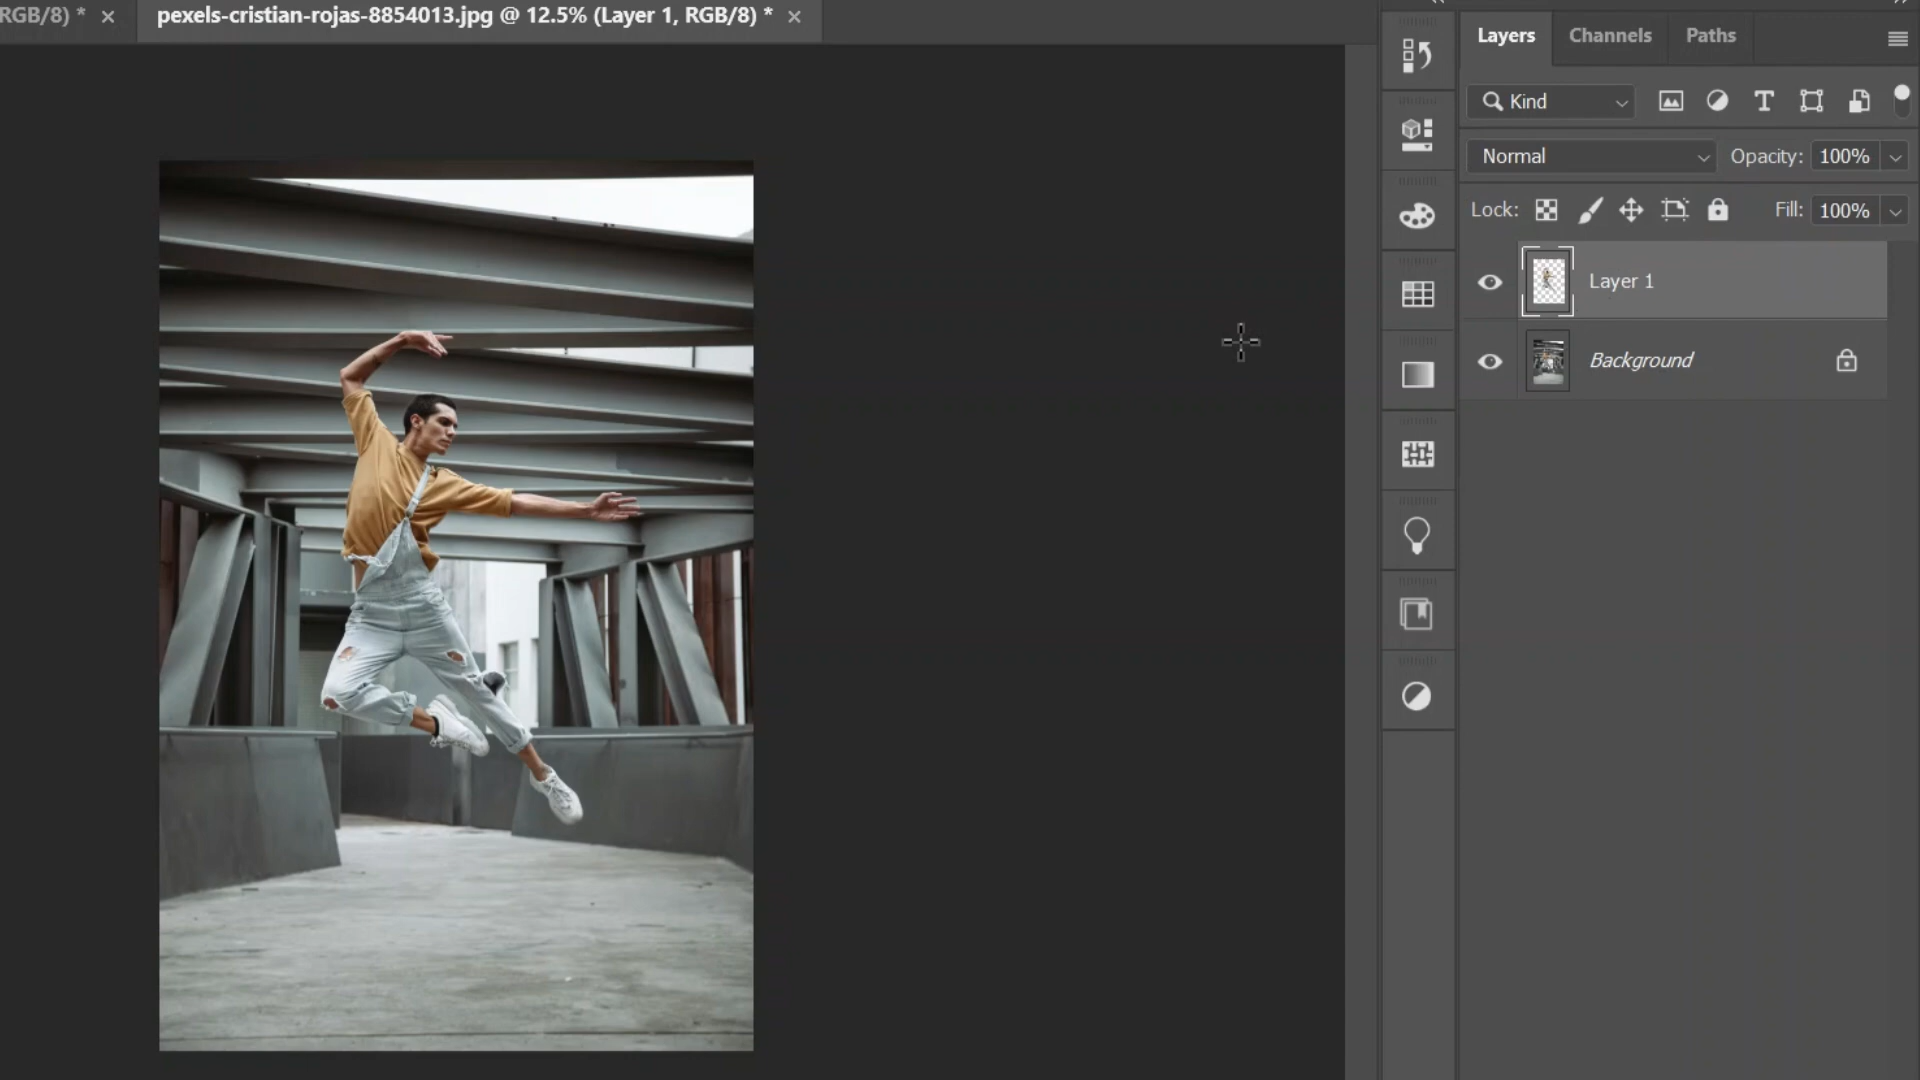 RGB/8) * ×
pexels-cristian-rojas-8854013.jpg @ 12.5% (Layer 1, RGB/8) * ×
Layers Channels Paths
Kind
Normal Opacity: 100%
Lock: Fill: 100%
Layer 1
Background